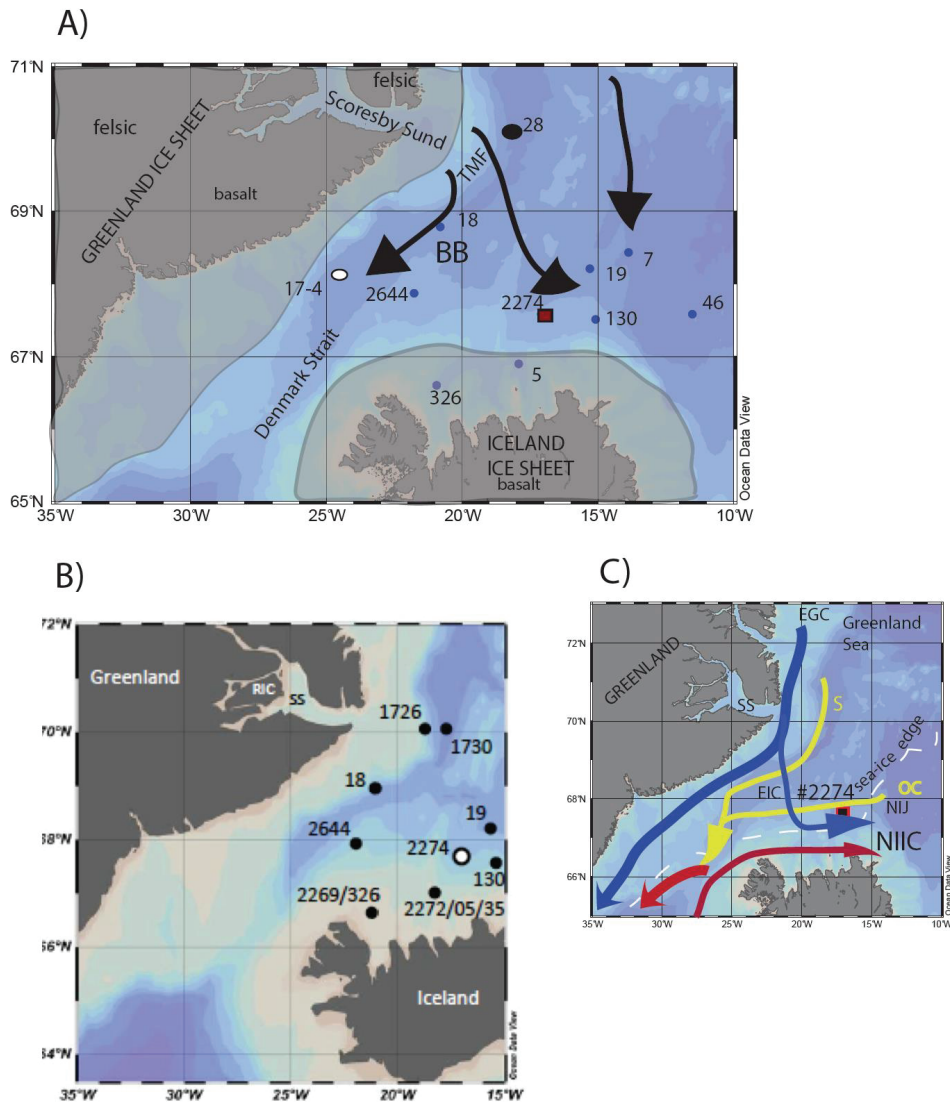 A)
71°N
felsic
Scoresby Sund
felsic
28
GREENLAND ICE SHEET
basalt
TMF
69°N
18
BB
7
19
17-4
2644
2274
46
130
67°N
Denmark Strait
5
326
ICELAND
ICE SHEET
basalt
65°N
Ocean Data View
35°W
30°W
25°W
20°W
15°W
10°W
B)
72°N
Greenland
RIC
SS
1726
70°N
1730
18
19
2644
2274
130
2269/326
2272/05/35
Iceland
Ocean Data View
35°W
30°W
25°W
20°W
15°W
C)
EGC
Greenland
Sea
72°N
GREENLAND
SS
S
70°N
sea-ice edge
EIC
#2274
OC
68°N
NIJ
NIIC
66°N
Ocean Data View
35°W
30°W
25°W
20°W
15°W
10°W